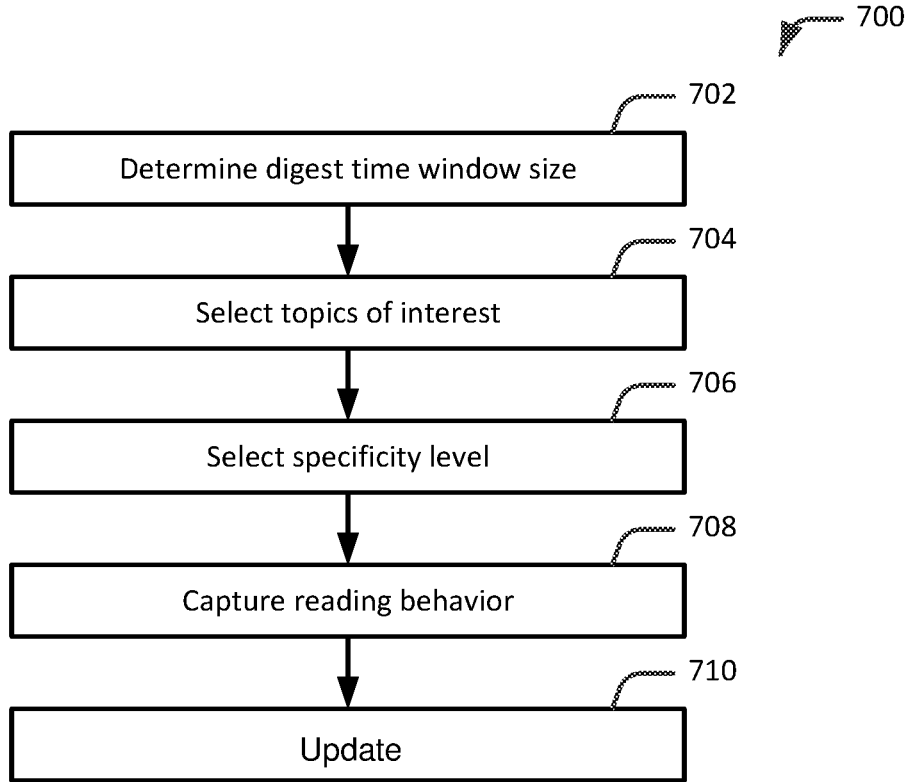 700
702
Determine digest time window size
704
Select topics of interest
706
Select specificity level
708
Capture reading behavior
710
Update